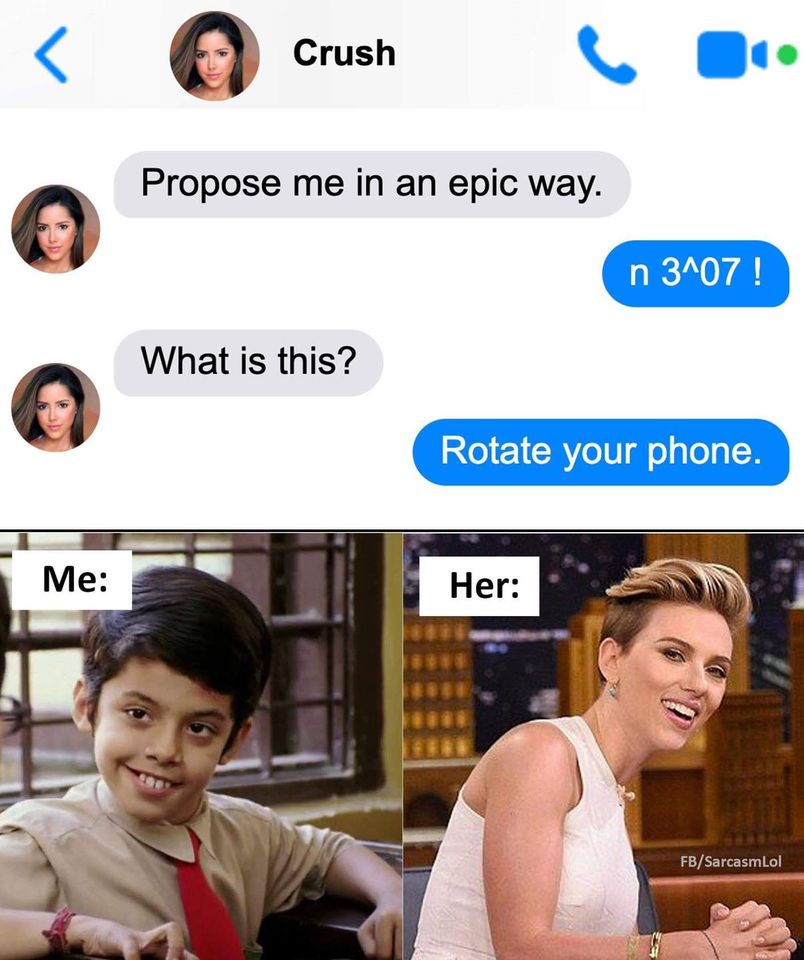 Crush
Propose me in an epic way.
n 3^07 !
What is this?
Rotate your phone.
Me:
Her:
FB/SarcasmLol